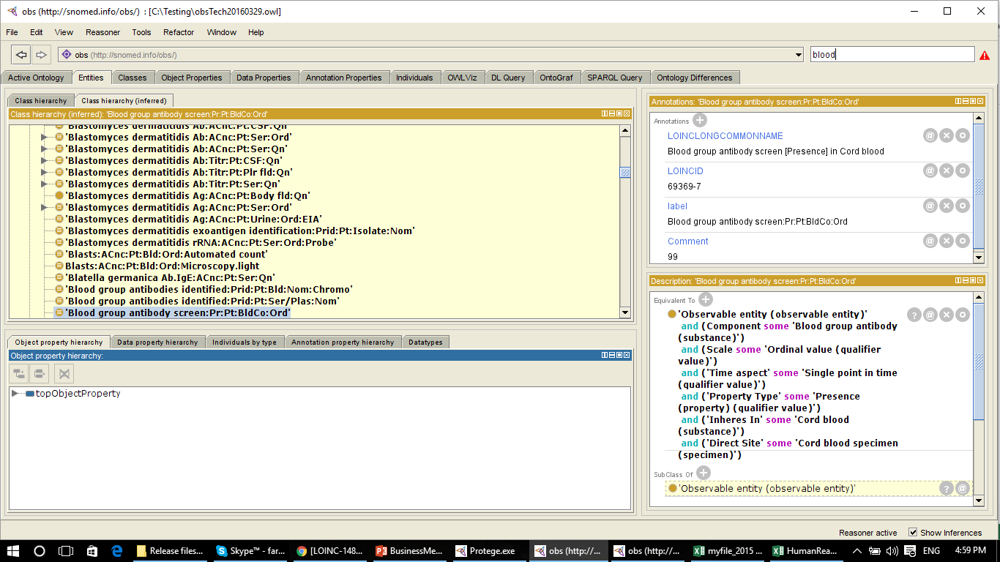 obs (http://snomed.info/obs/) : [C:\Testing\obsTech20160329.owl]
File Edit View Reasoner Tools Refactor Window Help
obs (http://snomed.info/obs/)
blood
Active Ontology Entities Classes Object Properties Data Properties Annotation Properties Individuals OWLViz DL Query OntoGraf SPARQL Query Ontology Differences
Class hierarchy Class hierarchy (inferred)
Class hierarchy (inferred): 'Blood group antibody screen:Pr:Pt:BldCo:Ord'
'Blastomyces dermatitidis Ab:ACnc:Pt:CSF:Qn'
'Blastomyces dermatitidis Ab:ACnc:Pt:Ser:Ord'
'Blastomyces dermatitidis Ab:ACnc:Pt:Ser:Qn'
'Blastomyces dermatitidis Ab:Titr:Pt:CSF:Qn'
'Blastomyces dermatitidis Ab:Titr:Pt:Plr fld:Qn'
'Blastomyces dermatitidis Ab:Titr:Pt:Ser:Qn'
'Blastomyces dermatitidis Ag:ACnc:Pt:Body fld:Qn'
'Blastomyces dermatitidis Ag:ACnc:Pt:Ser:Ord'
'Blastomyces dermatitidis Ag:ACnc:Pt:Urine:Ord:EIA'
'Blastomyces dermatitidis exoantigen identification:Prid:Pt:Isolate:Nom'
'Blastomyces dermatitidis rRNA:ACnc:Pt:Ser:Ord:Probe'
'Blasts:ACnc:Pt:Bld:Ord:Automated count'
Blasts:ACnc:Pt:Bld:Ord:Microscopy.light
'Blatella germanica Ab.IgE:ACnc:Pt:Ser:Qn'
'Blood group antibodies identified:Prid:Pt:Bld:Nom:Chromo'
'Blood group antibodies identified:Prid:Pt:Ser/Plas:Nom'
'Blood group antibody screen:Pr:Pt:BldCo:Ord'
Object property hierarchy Data property hierarchy Individuals by type Annotation property hierarchy Datatypes
Object property hierarchy:
topObjectProperty
Annotations: 'Blood group antibody screen:Pr:Pt:BldCo:Ord'
Annotations
LOINCLONGCOMMONNAME
Blood group antibody screen [Presence] in Cord blood
LOINCID
69369-7
label
Blood group antibody screen:Pr:Pt:BldCo:Ord
Comment
99
Description: 'Blood group antibody screen:Pr:Pt:BldCo:Ord'
Equivalent To
'Observable entity (observable entity)'
and (Component some 'Blood group antibody
(substance)')
and (Scale some 'Ordinal value (qualifier
value)')
and ('Time aspect' some 'Single point in time
(qualifier value)')
and ('Property Type' some 'Presence
(property) (qualifier value)')
and ('Inheres In' some 'Cord blood
(substance)')
and ('Direct Site' some 'Cord blood specimen
(specimen)')
SubClass Of
'Observable entity (observable entity)'
Reasoner active Show Inferences
Release files... Skype™ - far... [LOINC-148... BusinessMe... Protege.exe obs (http://... obs (http://... myfile_2015 ... HumanRea... ENG 4:59 PM